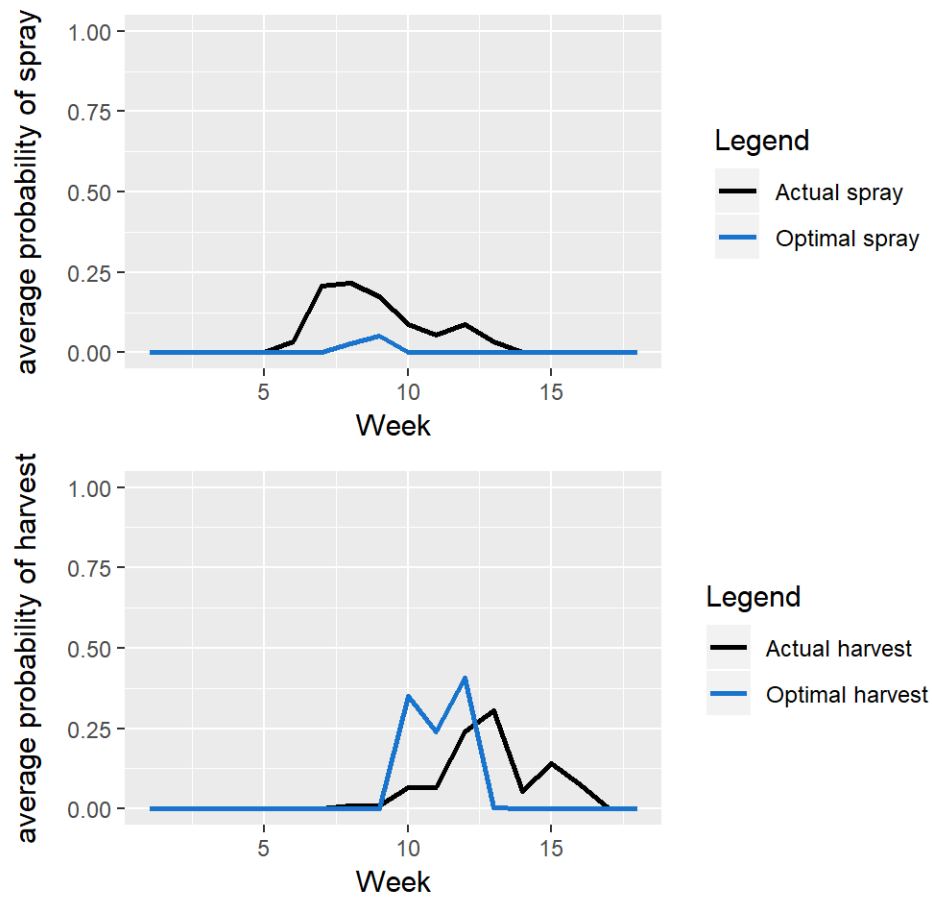 average probability of spray
1.00
0.75
0.50
0.25
0.00
5 10 15
Week
Legend
Actual spray
Optimal spray
average probability of harvest
1.00
0.75
0.50
0.25
0.00
5 10 15
Week
Legend
Actual harvest
Optimal harvest